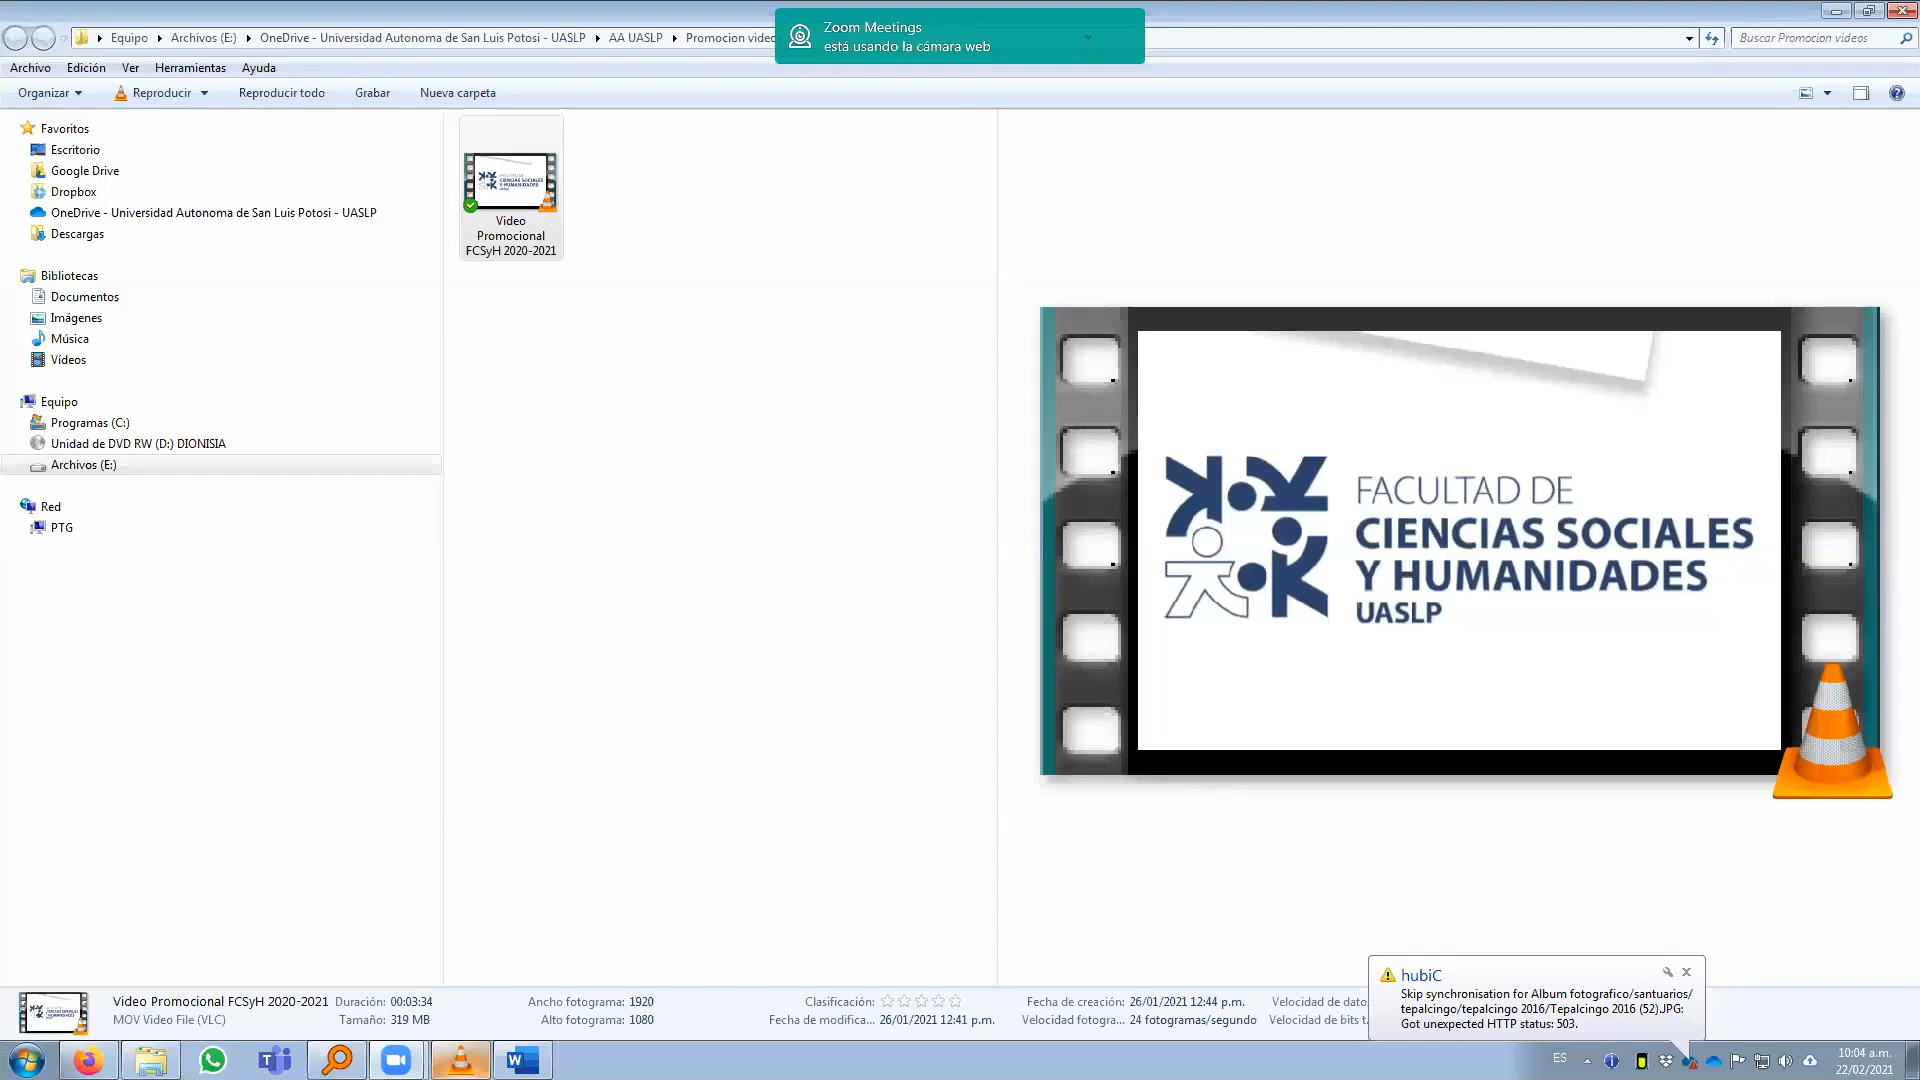 Zoom Meetings
está usando la cámara web
Equipo Archivos (E:) OneDrive - Universidad Autonoma de San Luis Potosi - UASLP AA UASLP Promocion video
Buscar Promocion videos
Archivo Edición Ver Herramientas Ayuda
Organizar Reproducir Reproducir todo Grabar Nueva carpeta
Favoritos
Escritorio
Google Drive
Dropbox
OneDrive - Universidad Autonoma de San Luis Potosi - UASLP
Descargas
Bibliotecas
Documentos
Imágenes
Música
Vídeos
Equipo
Programas (C:)
Unidad de DVD RW (D:) DIONISIA
Archivos (E:)
Red
PTG
FACULTAD DE
CIENCIAS SOCIALES
Y HUMANIDADES
UASLP
Video
Promocional
FCSyH 2020-2021
FACULTAD DE
CIENCIAS SOCIALES
Y HUMANIDADES
UASLP
hubiC
Skip synchronisation for Album fotografico/santuarios/
tepalcingo/tepalcingo 2016/Tepalcingo 2016 (52).JPG:
Got unexpected HTTP status: 503.
Video Promocional FCSyH 2020-2021 Duración: 00:03:34 Ancho fotograma: 1920 Clasificación: Fecha de creación: 26/01/2021 12:44 p.m. Velocidad de dato
MOV Video File (VLC) Tamaño: 319 MB Alto fotograma: 1080 Fecha de modifica... 26/01/2021 12:41 p.m. Velocidad fotogra... 24 fotogramas/segundo Velocidad de bits t
ES
10:04 a.m.
22/02/2021